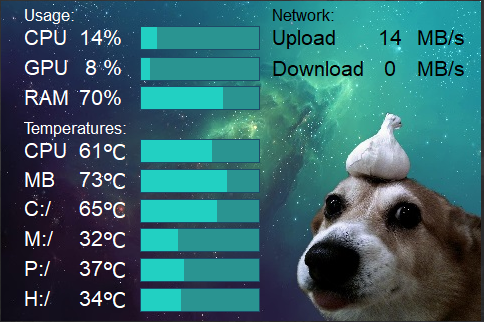 Usage:
CPU 14%
GPU 8 %
RAM 70%
Temperatures:
CPU 61°C
MB 73°C
C:/ 65°C
M:/ 32°C
P:/ 37°C
H:/ 34°C
Network:
Upload 14 MB/s
Download 0 MB/s